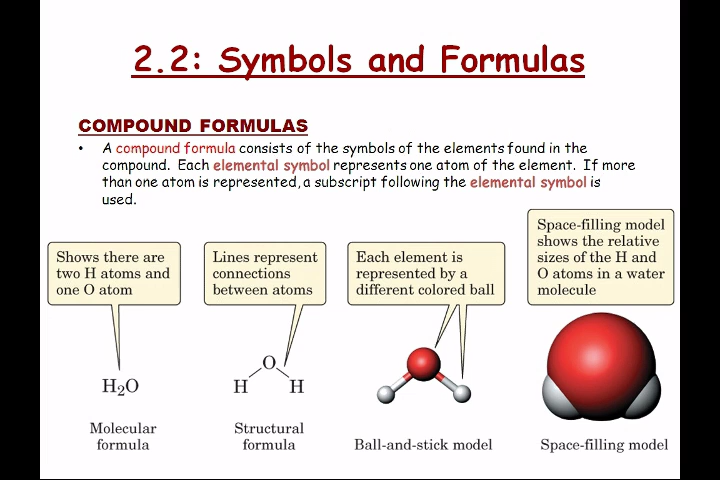 2.2: Symbols and Formulas
COMPOUND FORMULAS
• A compound formula consists of the symbols of the elements found in the
compound. Each elemental symbol represents one atom of the element. If more
than one atom is represented, a subscript following the elemental symbol is
used.
Shows there are
two H atoms and
one O atom
Lines represent
connections
between atoms
Each element is
represented by a
different colored ball
Space-filling model
shows the relative
sizes of the H and
O atoms in a water
molecule
H₂O
O
H H
Molecular
formula
Structural
formula
Ball-and-stick model
Space-filling model